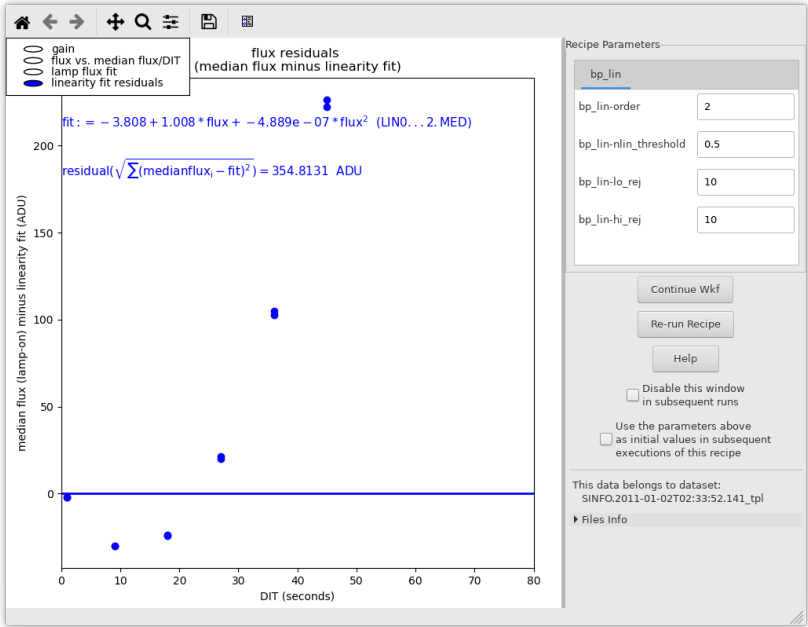 gain
flux vs. median flux/DIT
lamp flux fit
linearity fit residuals
flux residuals
(median flux minus linearity fit)
fit : = −3.808 + 1.008 * flux + −4.889e − 07 * flux² (LIN0...2.MED)
residual(√∑(medianfluxᵢ − fit)²) = 354.8131 ADU
median flux (lamp-on) minus linearity fit (ADU)
200
150
100
50
0
0 10 20 30 40 50 60 70 80
DIT (seconds)
Recipe Parameters
bp_lin
bp_lin-order 2
bp_lin-nlin_threshold 0.5
bp_lin-lo_rej 10
bp_lin-hi_rej 10
Continue Wkf
Re-run Recipe
Help
Disable this window
in subsequent runs
Use the parameters above
as initial values in subsequent
executions of this recipe
This data belongs to dataset:
SINFO.2011-01-02T02:33:52.141_tpl
Files Info